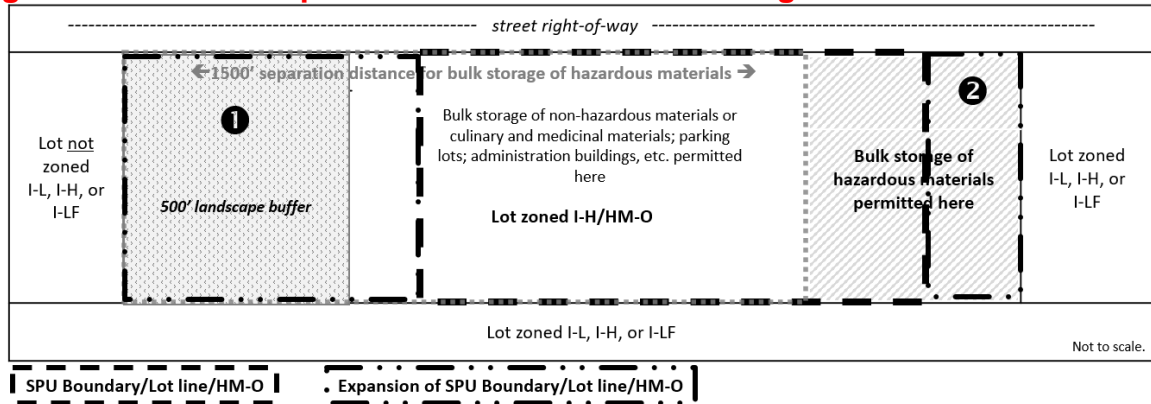 street right-of-way
←1500’ separation distance for bulk storage of hazardous materials →
❶
❷
Lot not
zoned
I-L, I-H, or
I-LF
500’ landscape buffer
Bulk storage of non-hazardous materials or
culinary and medicinal materials; parking
lots; administration buildings, etc. permitted
here
Lot zoned I-H/HM-O
Bulk storage of
hazardous materials
permitted here
Lot zoned
I-L, I-H, or
I-LF
Lot zoned I-L, I-H, or I-LF
Not to scale.
SPU Boundary/Lot line/HM-O
Expansion of SPU Boundary/Lot line/HM-O